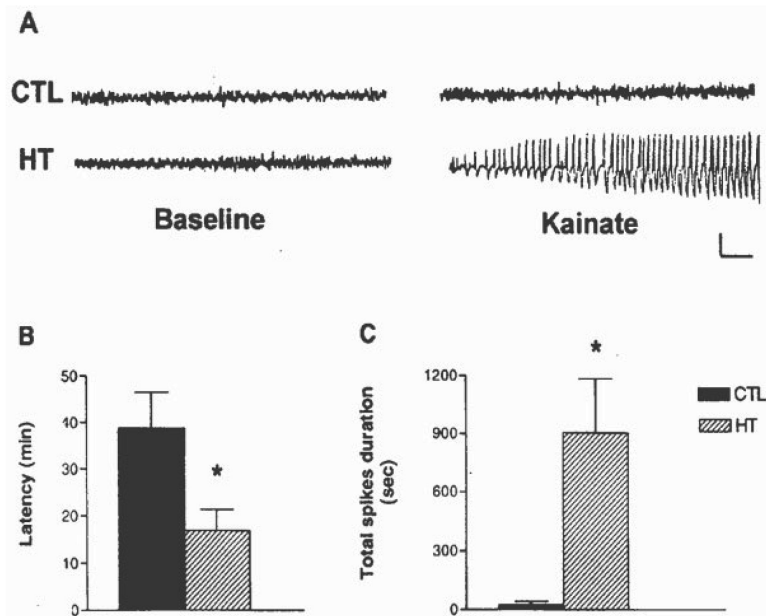 A
CTL
HT
Baseline
Kainate
B
Latency (min)
50
40
30
20
10
0
*
C
Total spikes duration
(sec)
1200
900
600
300
0
*
CTL
HT